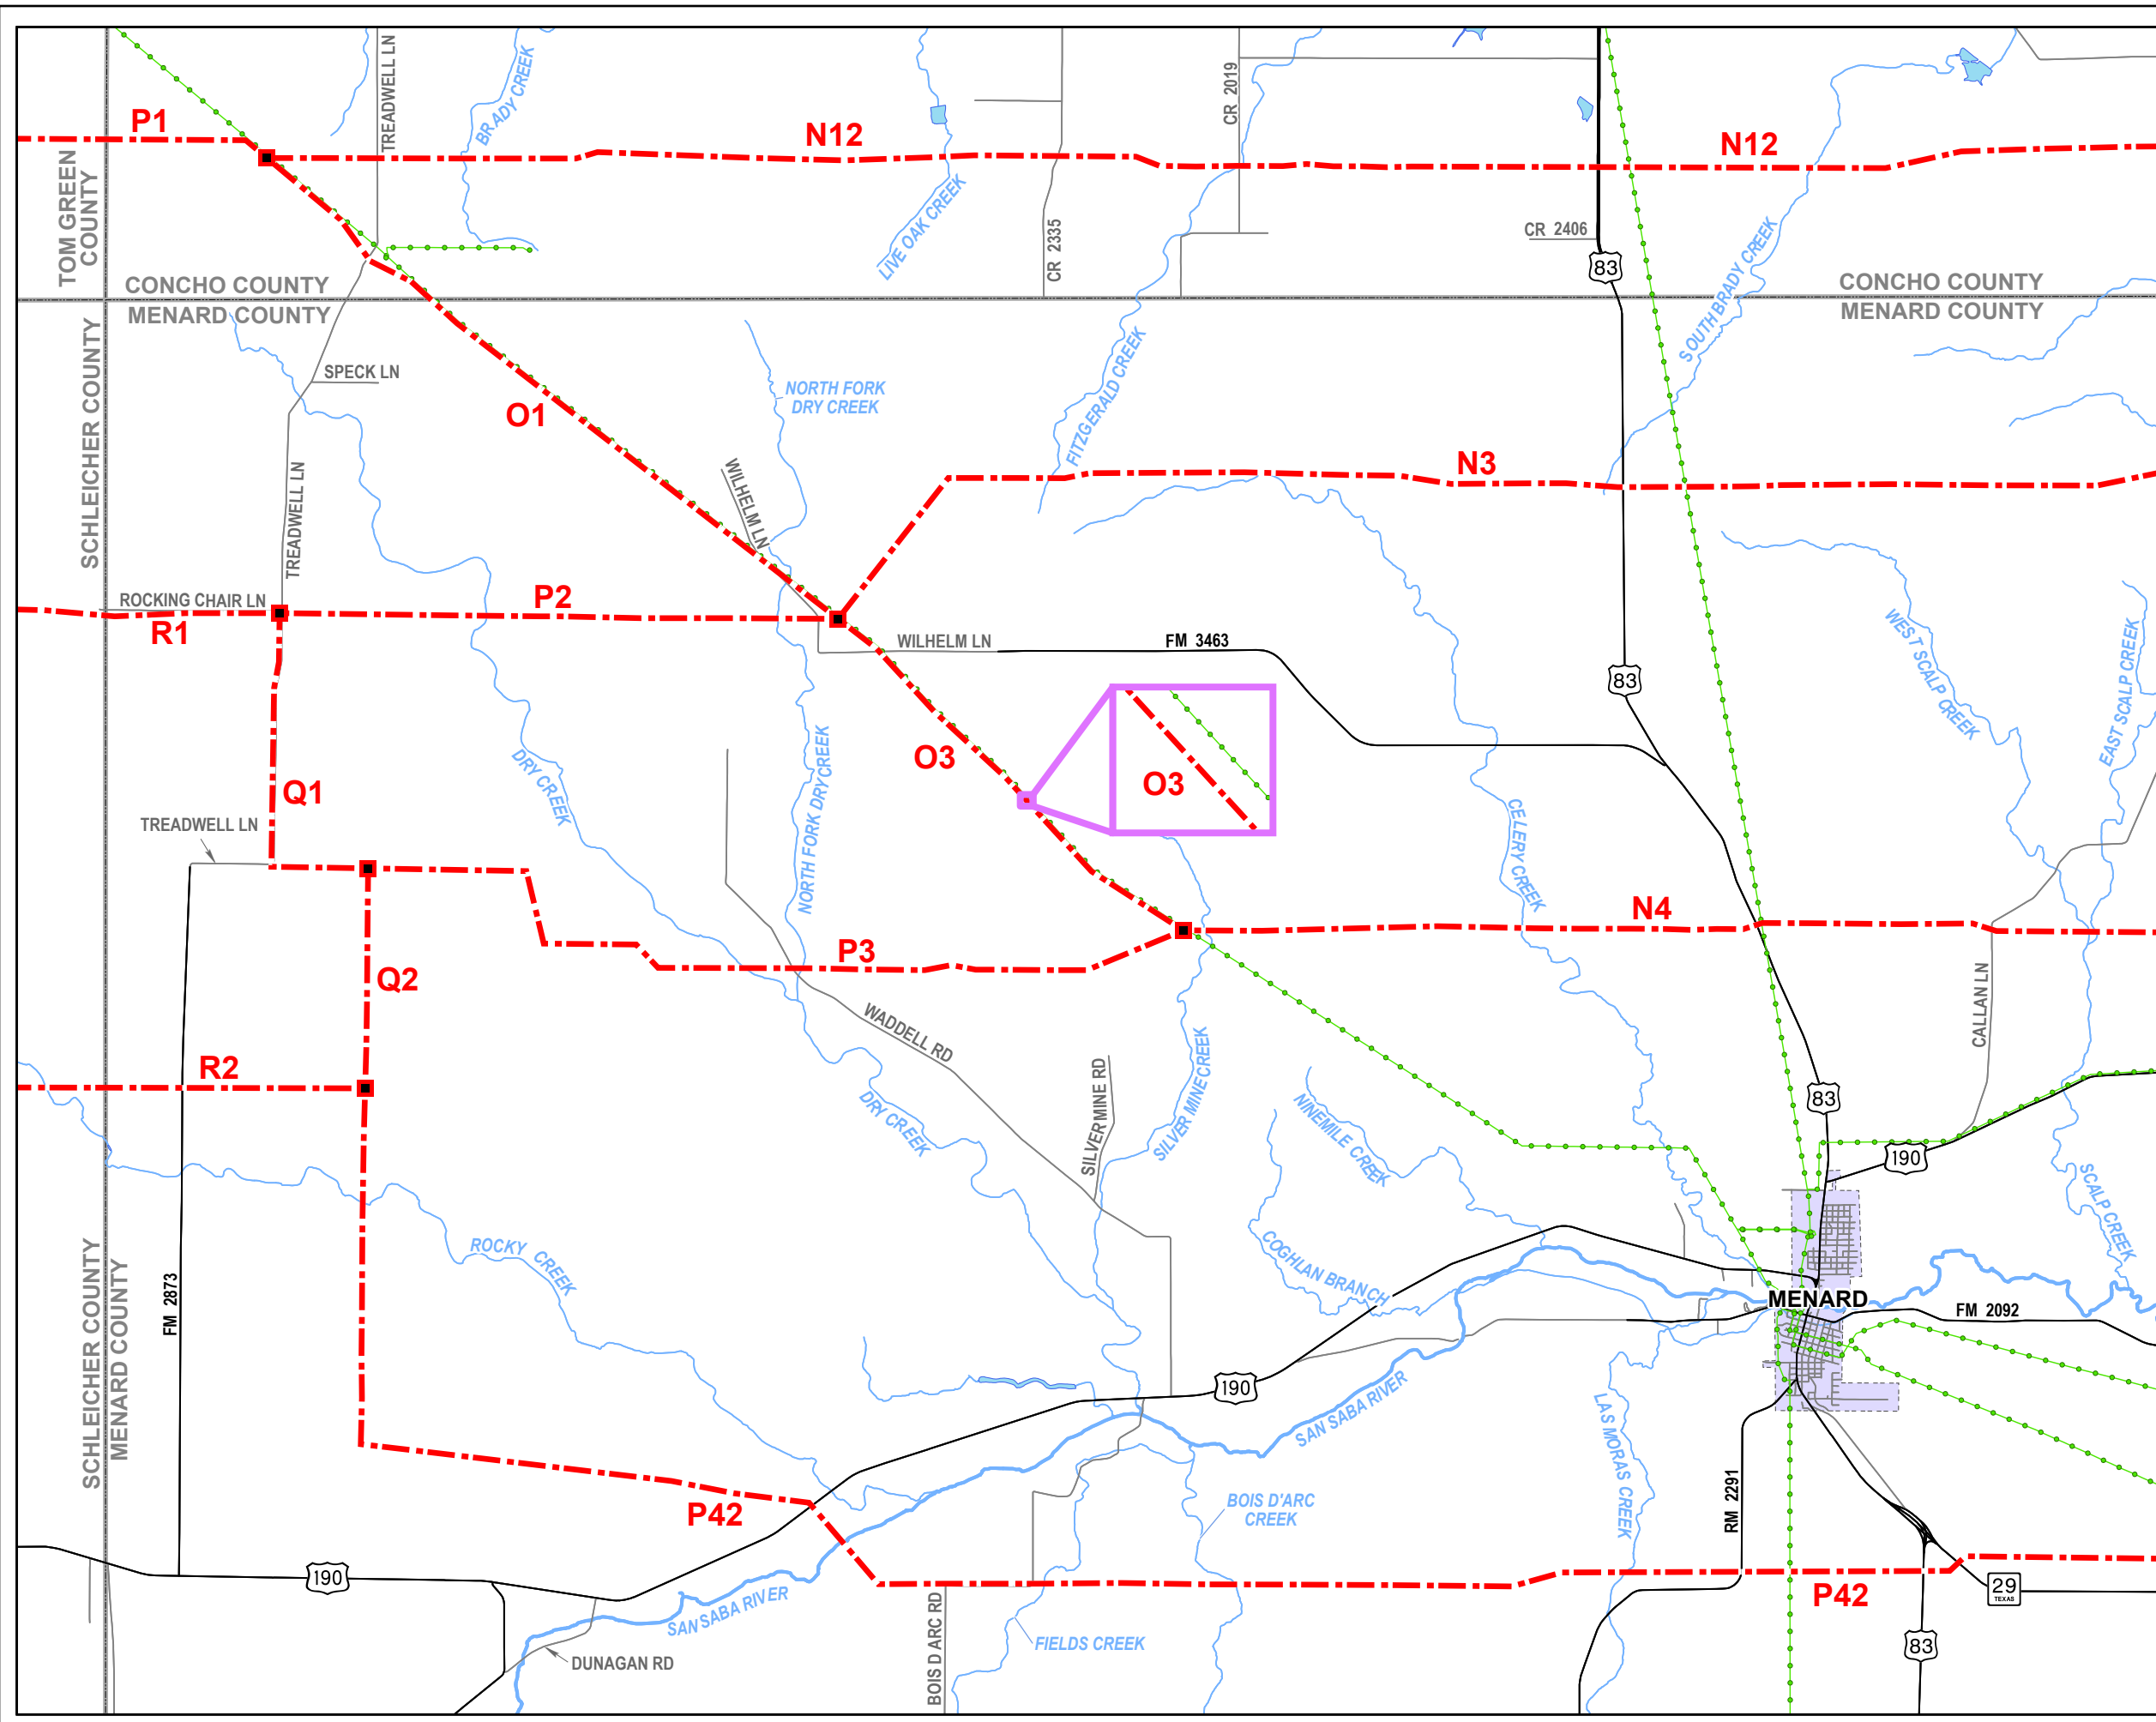 P1
TREADWELL LN
BRADY CREEK
N12
CR 2019
N12
TOM GREEN
COUNTY
LIVE OAK CREEK
CR 2335
CR 2406
83
SOUTH BRADY CREEK
CONCHO COUNTY
MENARD COUNTY
CONCHO COUNTY
MENARD COUNTY
SCHLEICHER COUNTY
SPECK LN
O1
NORTH FORK
DRY CREEK
FITZGERALD CREEK
N3
WILHELM LN
TREADWELL LN
ROCKING CHAIR LN
R1
P2
WILHELM LN
FM 3463
83
WEST SCALP CREEK
EAST SCALP CREEK
O3
O3
Q1
DRY CREEK
NORTH FORK DRY CREEK
TREADWELL LN
CELERY CREEK
N4
P3
Q2
CALLAN LN
WADDELL RD
R2
SILVERMINE RD
SILVER MINE CREEK
DRY CREEK
NINEMILE CREEK
83
190
SCALP CREEK
ROCKY CREEK
COGHLAN BRANCH
SCHLEICHER COUNTY
MENARD COUNTY
FM 2873
MENARD
FM 2092
190
SAN SABA RIVER
LAS MORAS CREEK
P42
BOIS D'ARC
CREEK
RM 2291
190
SAN SABA RIVER
BOIS D ARC RD
FIELDS CREEK
DUNAGAN RD
P42
29
TEXAS
83